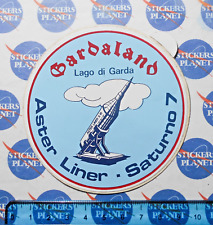 STICKERS
PLANET
Gardaland
Lago di Garda
Aster Liner · Saturno 7